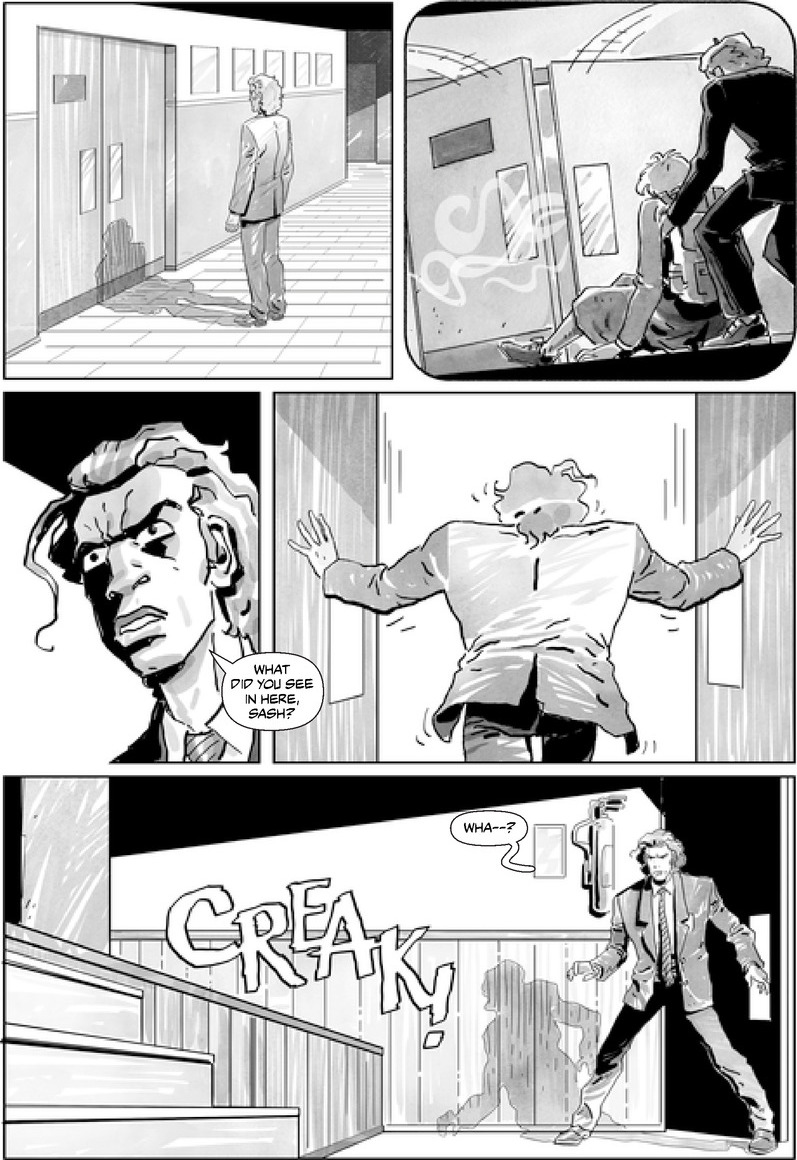 WHAT
DID YOU SEE
IN HERE,
SASH?
WHA--?
CREAK!